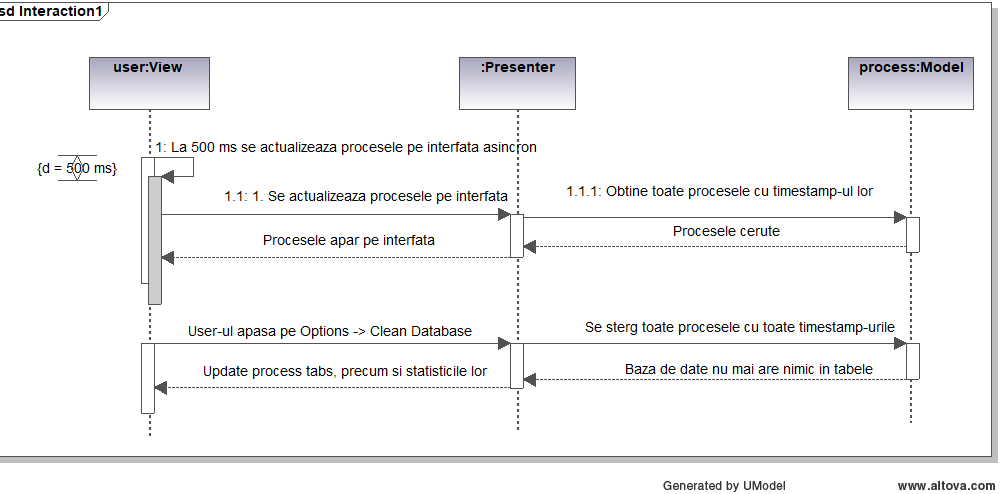 sd Interaction1
user:View
:Presenter
process:Model
1: La 500 ms se actualizeaza procesele pe interfata asincron
{d = 500 ms}
1.1: 1. Se actualizeaza procesele pe interfata
1.1.1: Obtine toate procesele cu timestamp-ul lor
Procesele cerute
Procesele apar pe interfata
User-ul apasa pe Options -> Clean Database
Se sterg toate procesele cu toate timestamp-urile
Update process tabs, precum si statisticile lor
Baza de date nu mai are nimic in tabele
Generated by UModel
www.altova.com